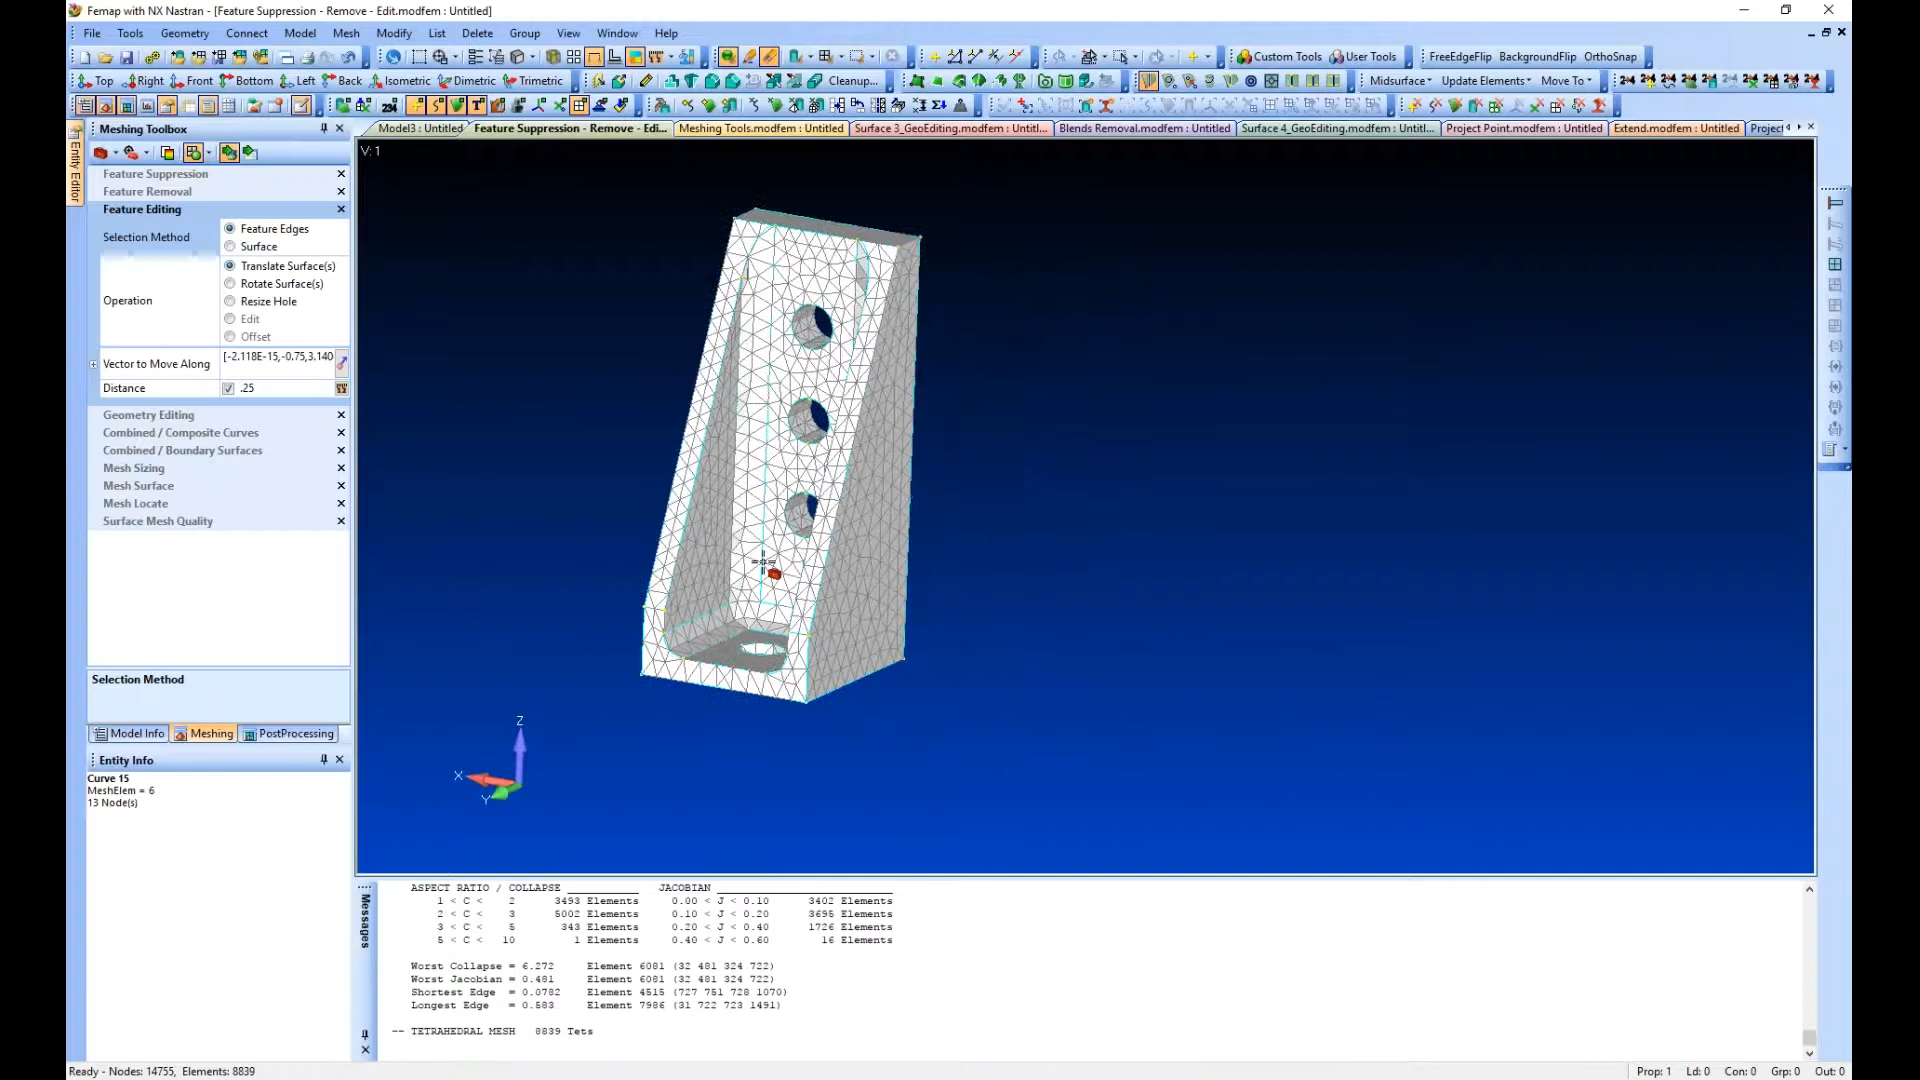 Femap with NX Nastran - [Feature Suppression - Remove - Edit.modfem : Untitled]
File Tools Geometry Connect Model Mesh Modify List Delete Group View Window Help
Custom Tools User Tools FreeEdgeFlip BackgroundFlip OrthoSnap
Top Right Front Bottom Left Back Isometric Dimetric Trimetric Cleanup... Midsurface Update Elements Move To
Meshing Toolbox
Model3 : Untitled Feature Suppression - Remove - Edi... Meshing Tools.modfem : Untitled Surface 3_GeoEditing.modfem : Untitl... Blends Removal.modfem : Untitled Surface 4_GeoEditing.modfem : Untitl... Project Point.modfem : Untitled Extend.modfem : Untitled Projec
Entity Editor
V: 1
Feature Suppression
Feature Removal
Feature Editing
Selection Method
Feature Edges
Surface
Operation
Translate Surface(s)
Rotate Surface(s)
Resize Hole
Edit
Offset
Vector to Move Along [-2.118E-15,-0.75,3.140
Distance .25
Geometry Editing
Combined / Composite Curves
Combined / Boundary Surfaces
Mesh Sizing
Mesh Surface
Mesh Locate
Surface Mesh Quality
Selection Method
Model Info Meshing PostProcessing
Entity Info
Curve 15
MeshElem = 6
13 Node(s)
Z
X
Y
Messages
ASPECT RATIO / COLLAPSE JACOBIAN
1 < C < 2 3493 Elements 0.00 < J < 0.10 3402 Elements
2 < C < 3 5002 Elements 0.10 < J < 0.20 3695 Elements
3 < C < 5 343 Elements 0.20 < J < 0.40 1726 Elements
5 < C < 10 1 Elements 0.40 < J < 0.60 16 Elements
Worst Collapse = 6.272 Element 6081 (32 481 324 722)
Worst Jacobian = 0.481 Element 6081 (32 481 324 722)
Shortest Edge = 0.0782 Element 4515 (727 751 728 1070)
Longest Edge = 0.583 Element 7986 (31 722 723 1491)
-- TETRAHEDRAL MESH 8839 Tets
Ready - Nodes: 14755, Elements: 8839 Prop: 1 Ld: 0 Con: 0 Grp: 0 Out: 0